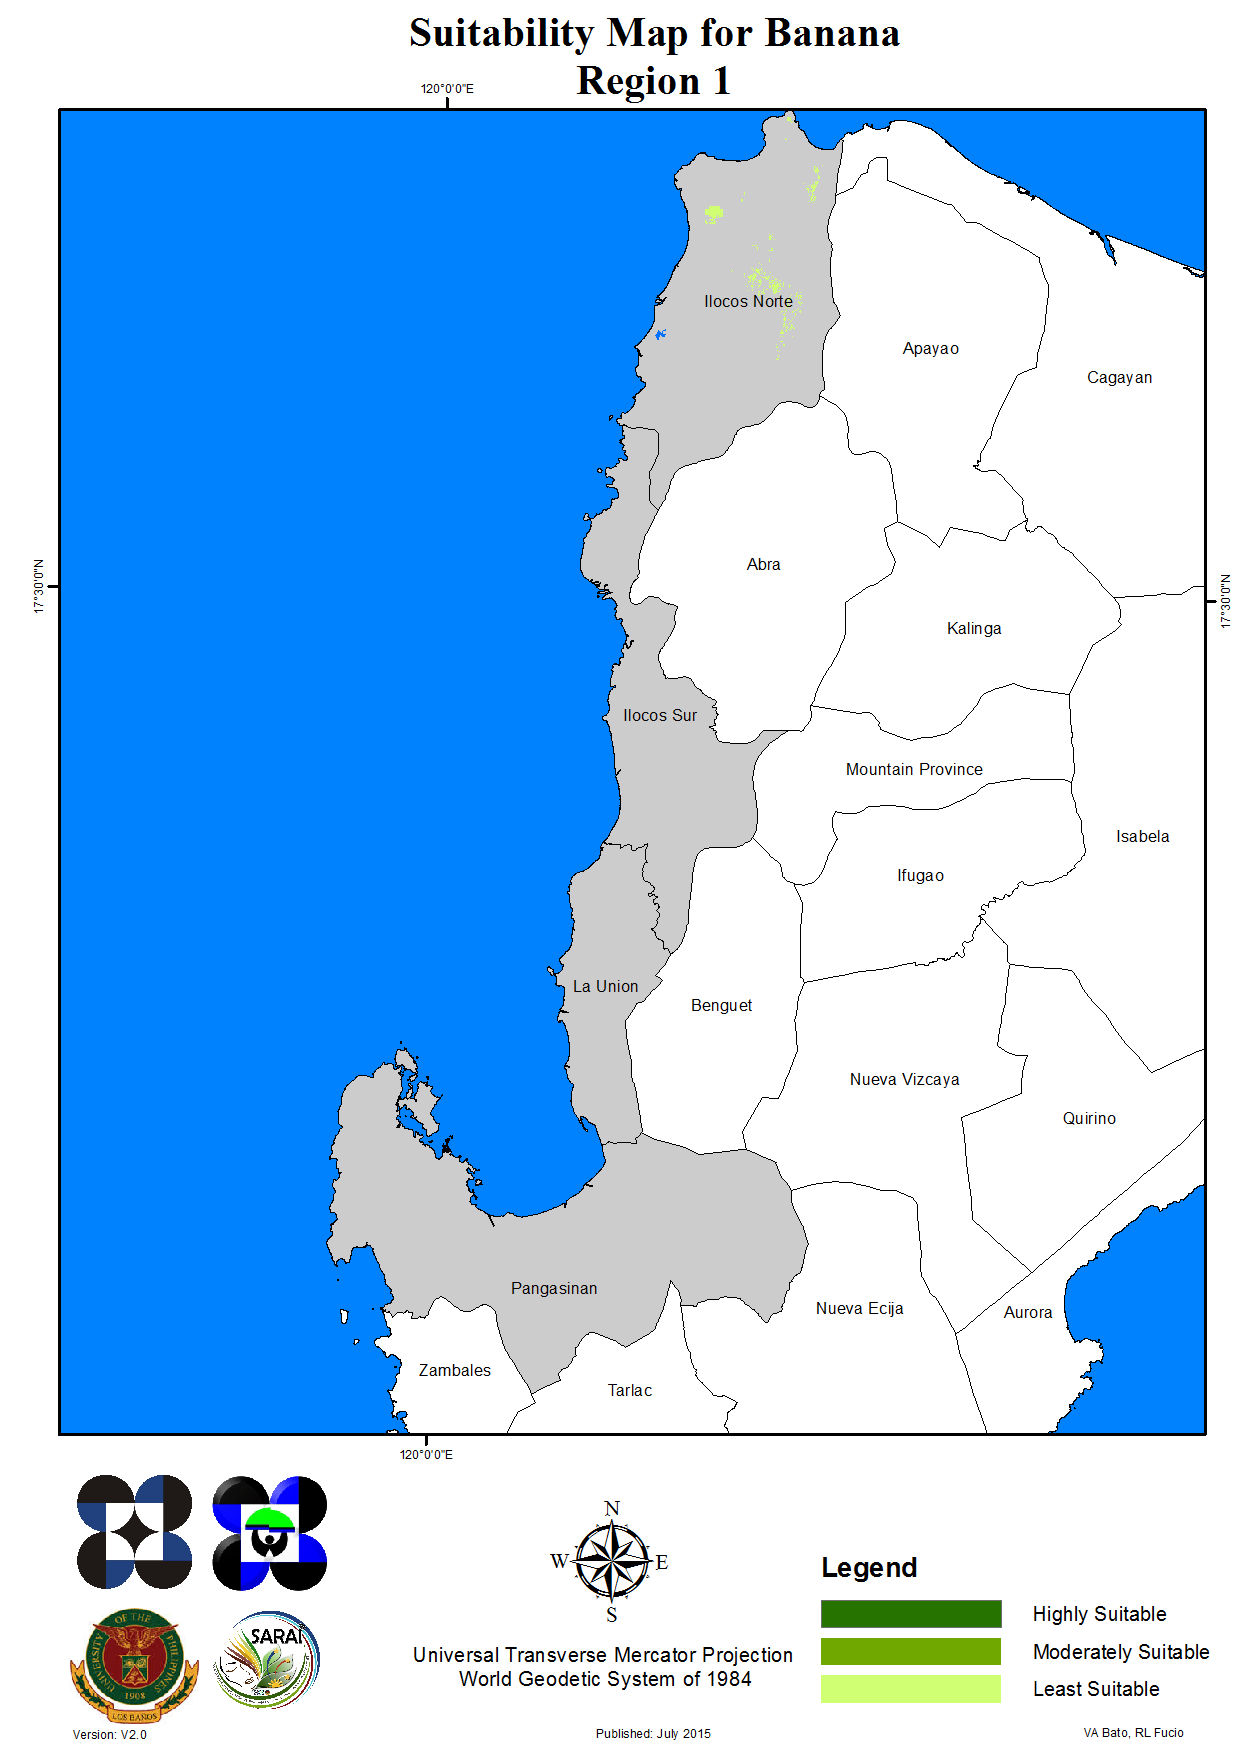 Suitability Map for Banana
Region 1
120°0'0"E
Ilocos Norte
Apayao
Cagayan
Abra
17°30'0"N
17°30'0"N
Kalinga
Ilocos Sur
Mountain Province
Isabela
Ifugao
La Union
Benguet
Nueva Vizcaya
Quirino
Pangasinan
Nueva Ecija
Aurora
Zambales
Tarlac
120°0'0"E
N
W E
S
Legend
Highly Suitable
Moderately Suitable
Least Suitable
UNIVERSITY OF THE PHILIPPINES
1908
LOS BAÑOS
SARAI
Universal Transverse Mercator Projection
World Geodetic System of 1984
Version: V2.0
Published: July 2015
VA Bato, RL Fucio